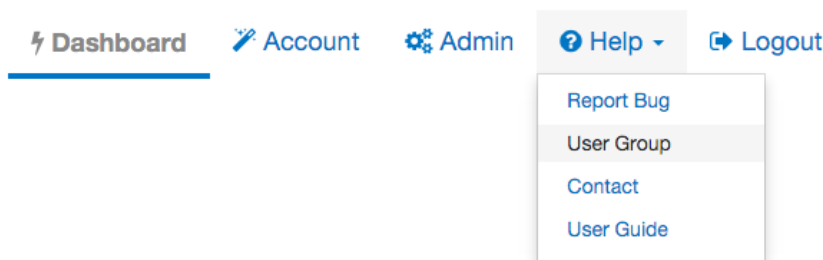 Dashboard Account Admin Help Logout
Report Bug
User Group
Contact
User Guide